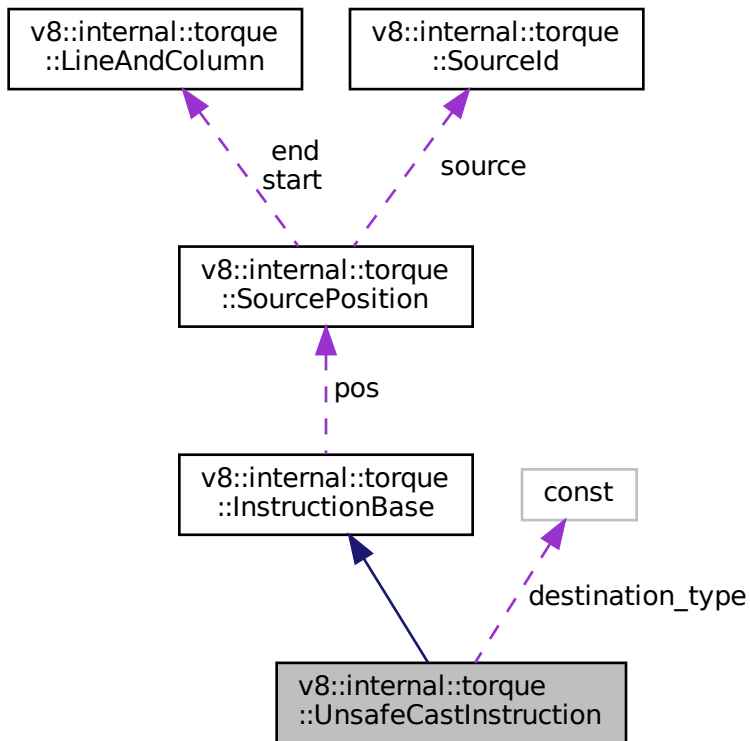 v8::internal::torque
::LineAndColumn
v8::internal::torque
::SourceId
end
start
source
v8::internal::torque
::SourcePosition
pos
v8::internal::torque
::InstructionBase
const
destination_type
v8::internal::torque
::UnsafeCastInstruction